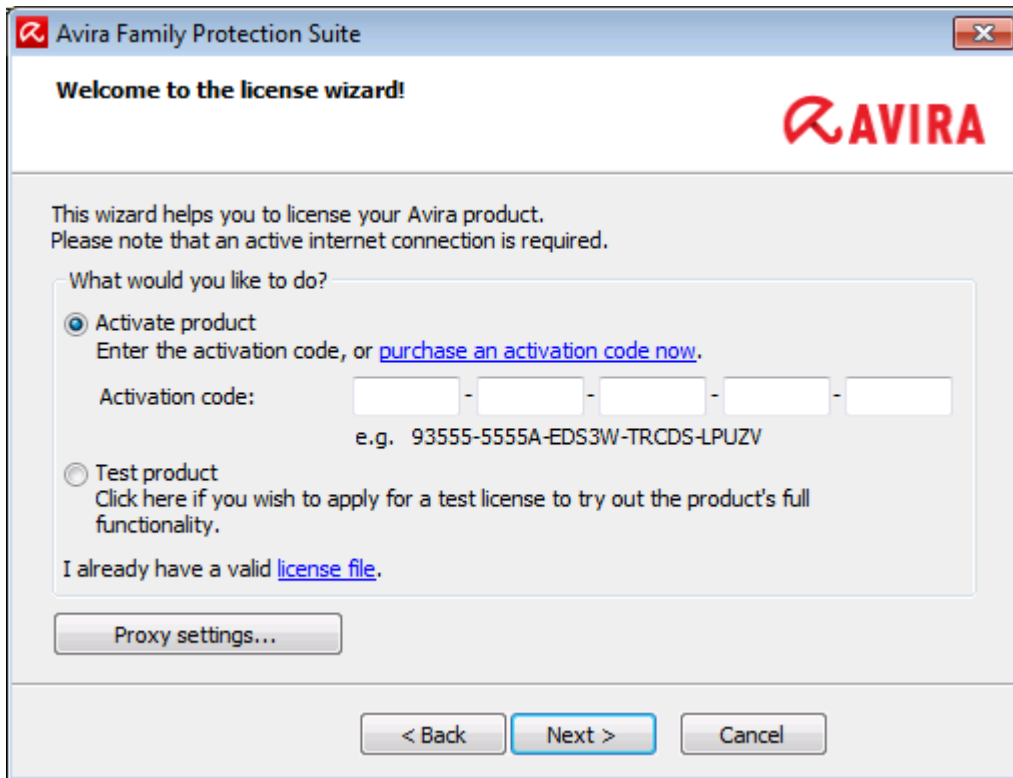 Avira Family Protection Suite
Welcome to the license wizard!
AVIRA
This wizard helps you to license your Avira product.
Please note that an active internet connection is required.
What would you like to do?
Activate product
Enter the activation code, or purchase an activation code now.
Activation code: - - - -
e.g. 93555-5555A-EDS3W-TRCDS-LPUZV
Test product
Click here if you wish to apply for a test license to try out the product's full
functionality.
I already have a valid license file.
Proxy settings...
< Back Next > Cancel